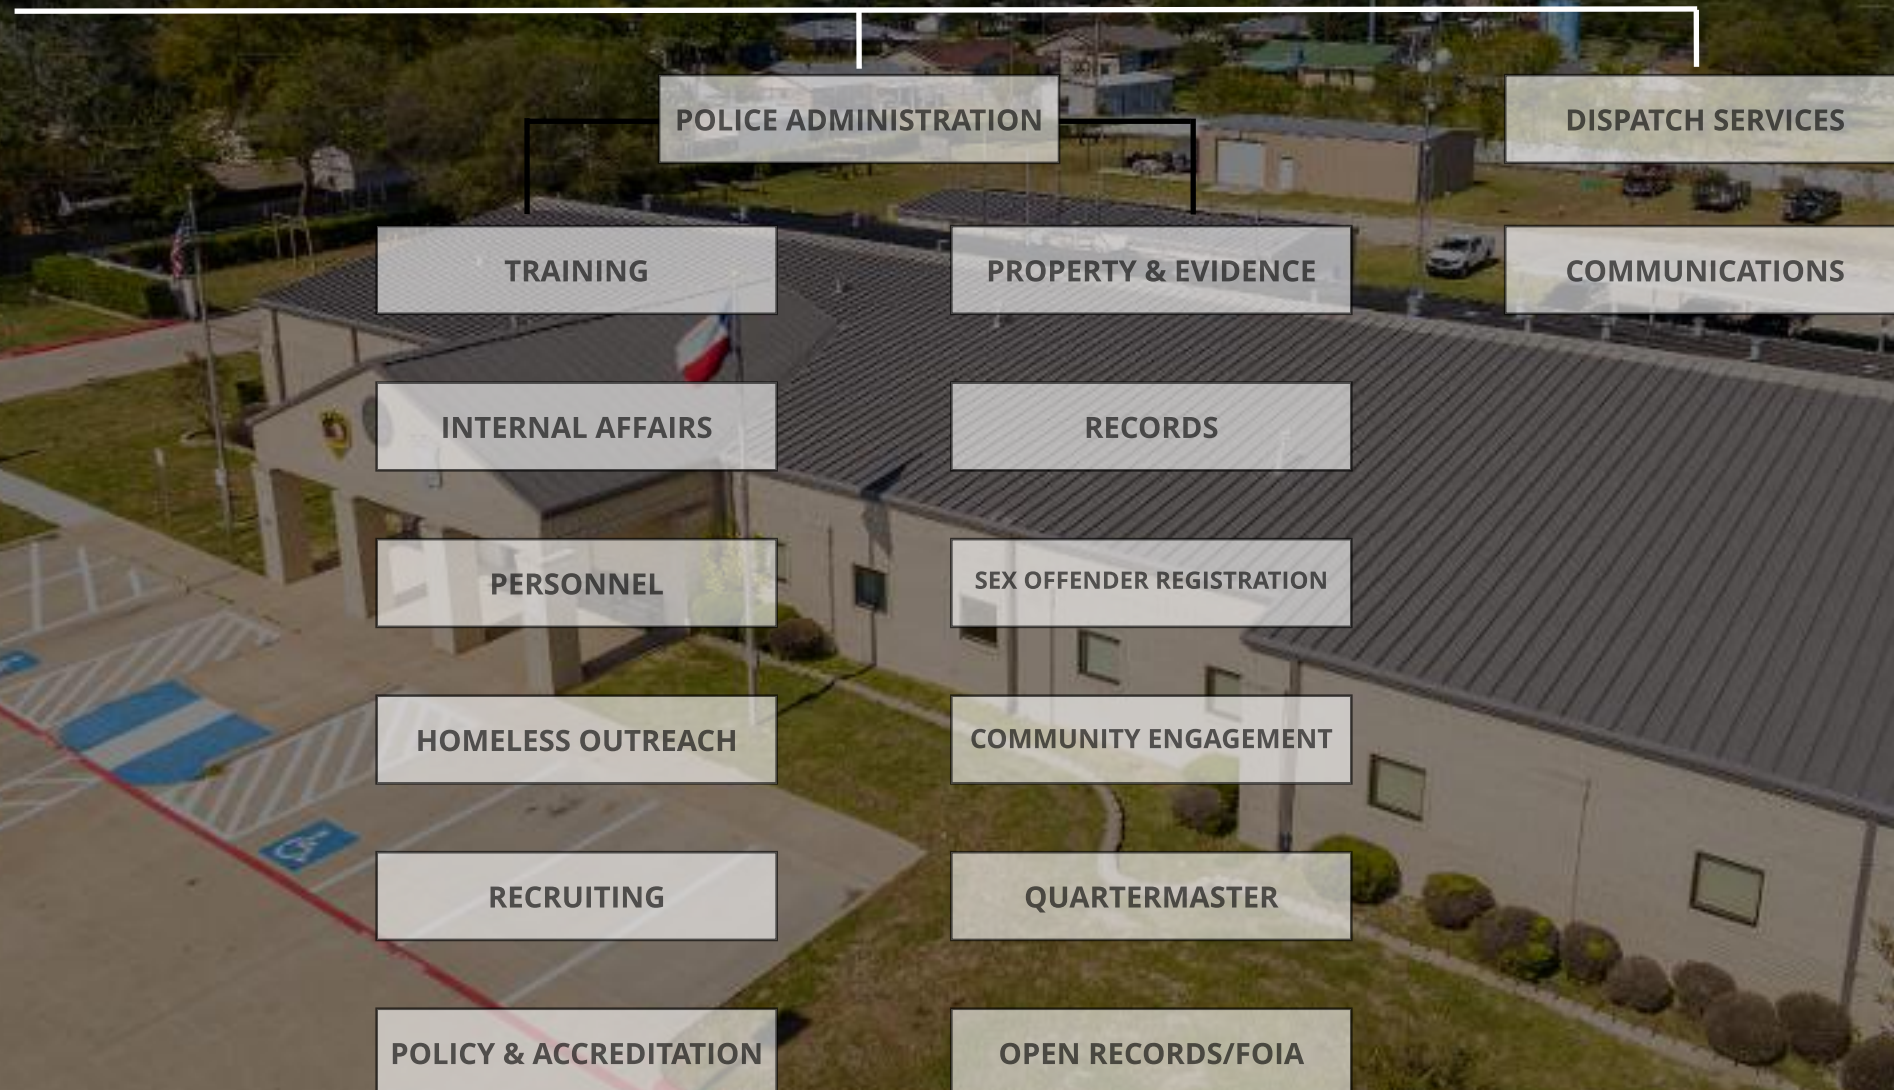 POLICE ADMINISTRATION
DISPATCH SERVICES
TRAINING
PROPERTY & EVIDENCE
COMMUNICATIONS
INTERNAL AFFAIRS
RECORDS
PERSONNEL
SEX OFFENDER REGISTRATION
HOMELESS OUTREACH
COMMUNITY ENGAGEMENT
RECRUITING
QUARTERMASTER
POLICY & ACCREDITATION
OPEN RECORDS/FOIA